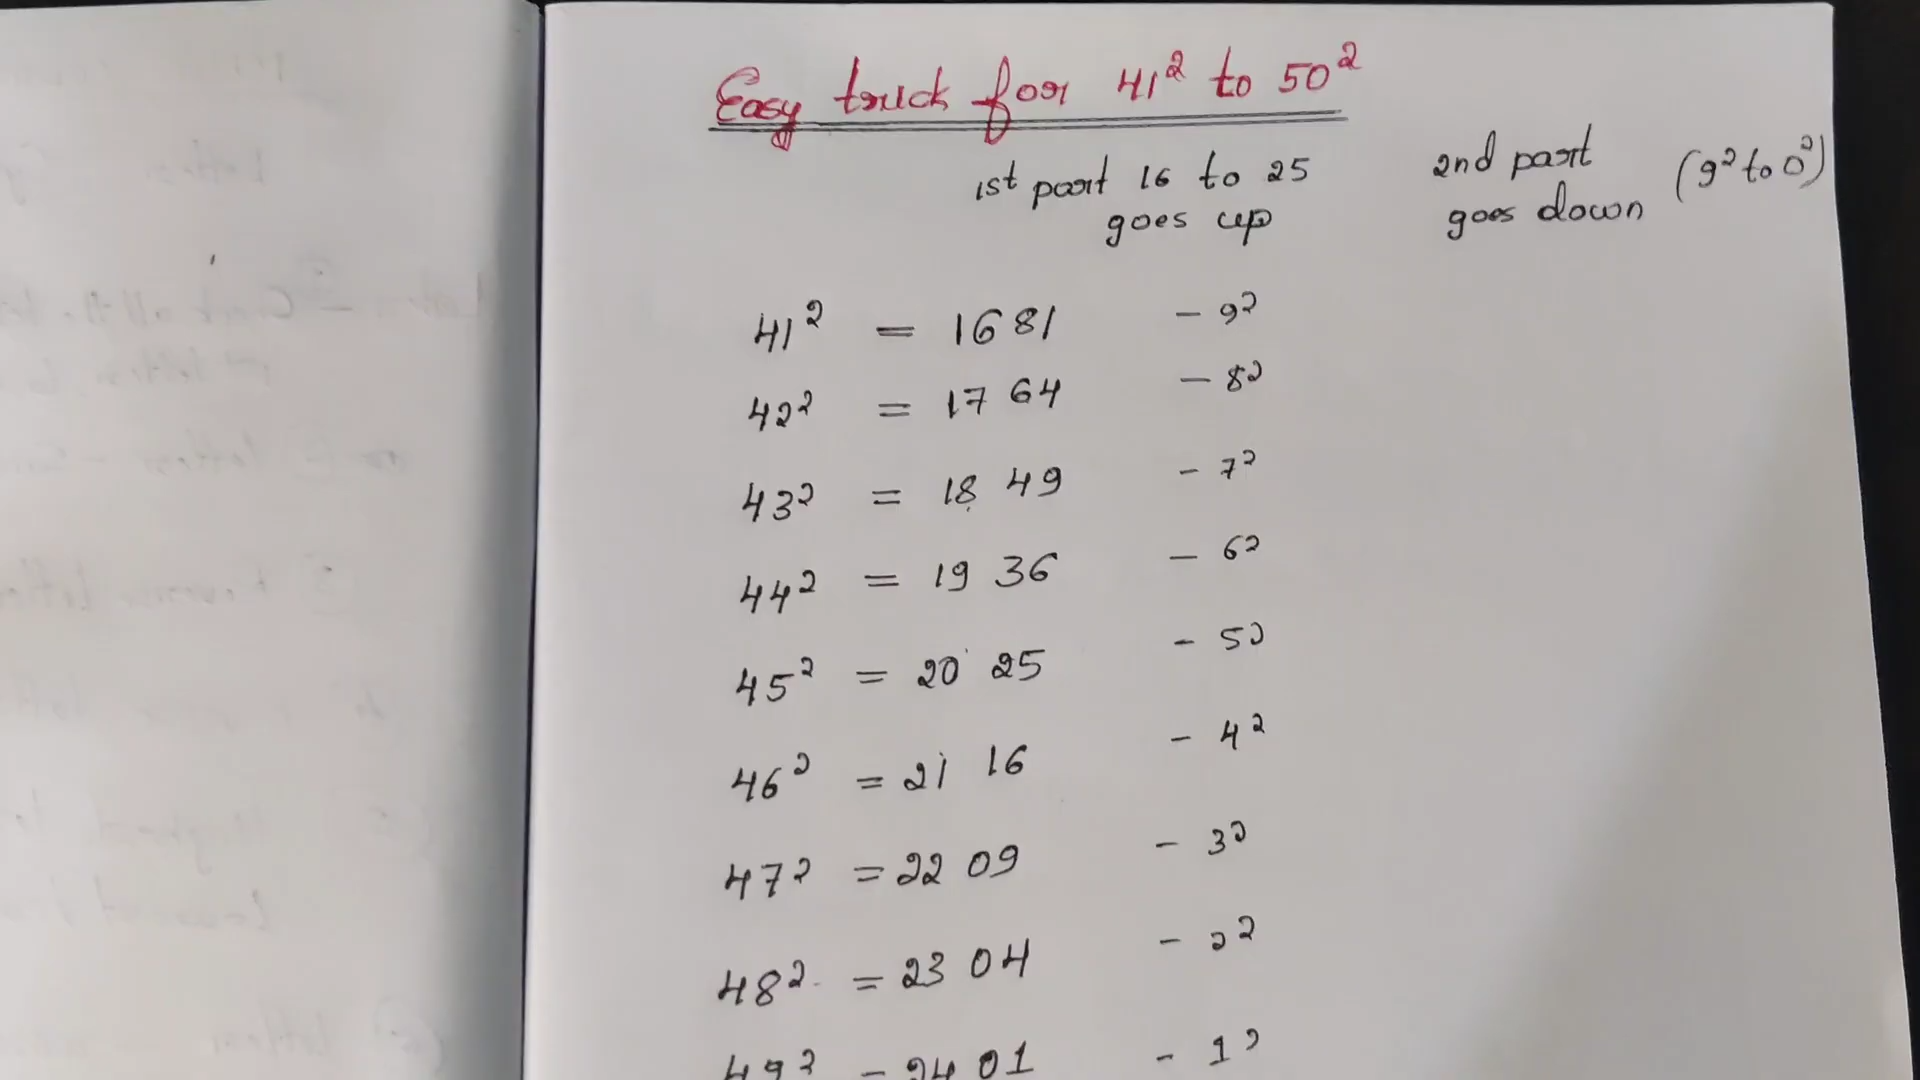 Easy trick for 41² to 50²
1st part 16 to 25 goes up
2nd part goes down (9² to 0²)
41² = 1681 - 9²
42² = 17 64 - 8²
43² = 18 49 - 7²
44² = 19 36 - 6²
45² = 20 25 - 5²
46² = 21 16 - 4²
47² = 22 09 - 3²
48² = 23 04 - 2²
49² = 24 01 - 1²